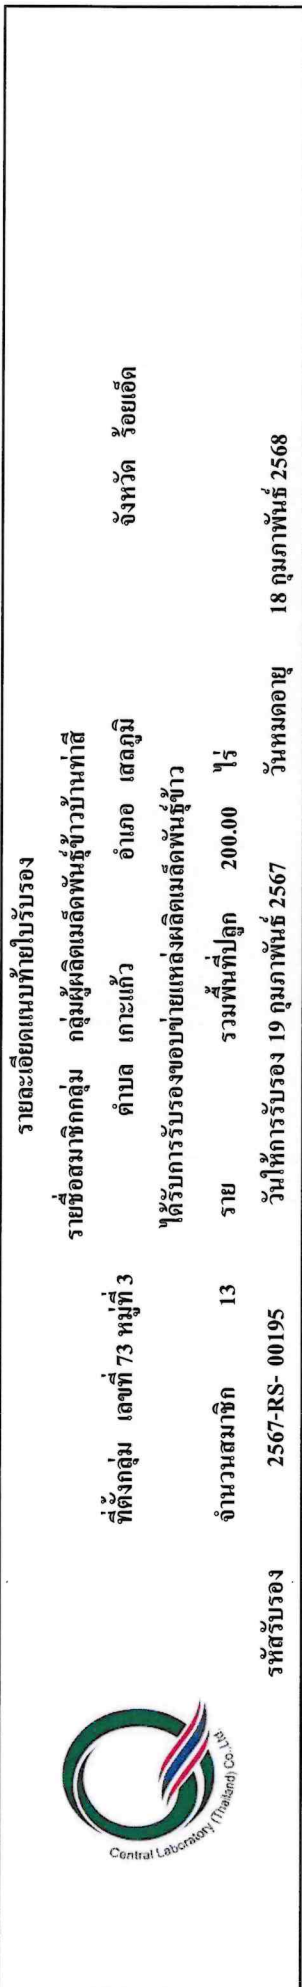 รายละเอียดแนบท้ายใบรับรอง
รายชื่อสมาชิกกลุ่ม กลุ่มผู้ผลิตเมล็ดพันธุ์ข้าวบ้านท่าสี
ที่ตั้งกลุ่ม เลขที่ 73 หมู่ที่ 3 ตำบล เกาะแก้ว อำเภอ เสลภูมิ จังหวัด ร้อยเอ็ด
ได้รับการรับรองขอบข่ายแหล่งผลิตเมล็ดพันธุ์ข้าว
จำนวนสมาชิก 13 ราย รวมพื้นที่ปลูก 200.00 ไร่
รหัสรับรอง 2567-RS- 00195 วันให้การรับรอง 19 กุมภาพันธ์ 2567 วันหมดอายุ 18 กุมภาพันธ์ 2568
Central Laboratory (Thailand) Co.,Ltd.